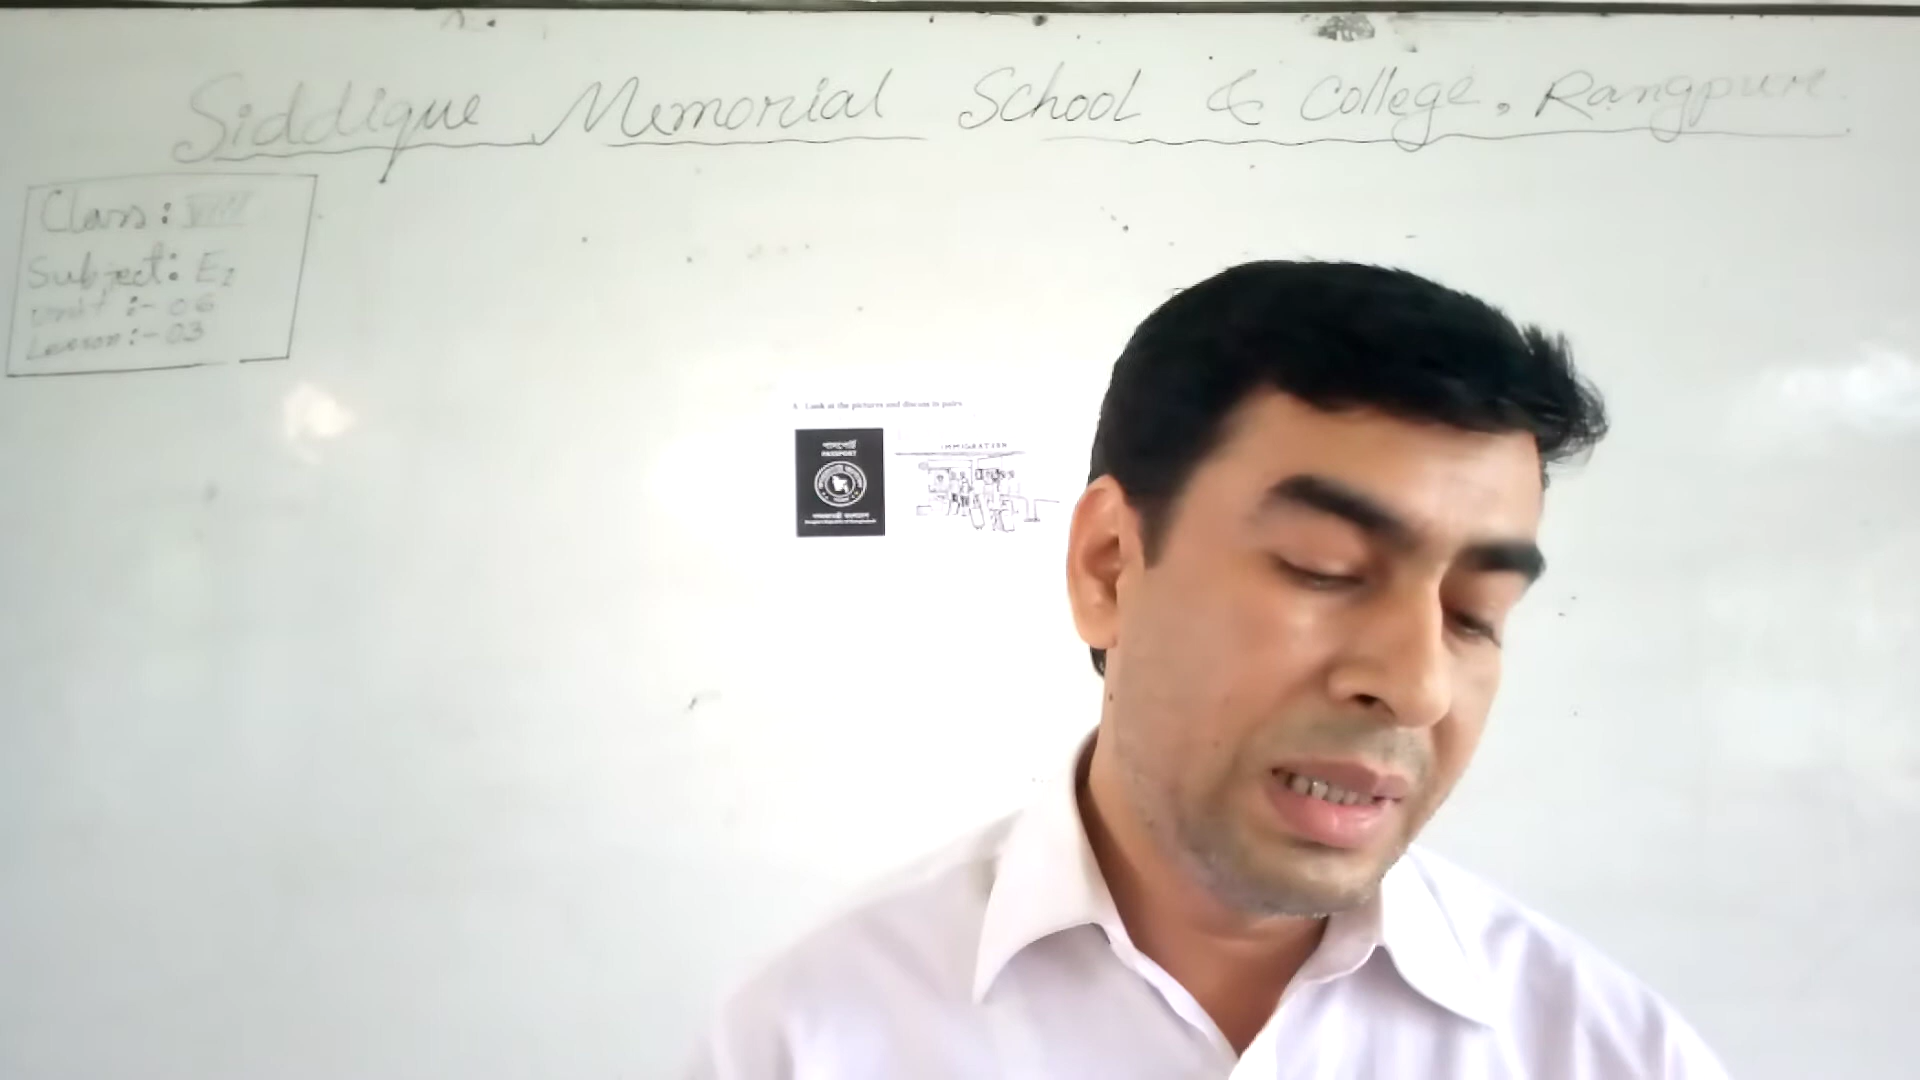 Siddique Memorial School & College, Rangpur.
Class: VIII
Subject: E2
Unit :- 06
Lesson :- 03
A Look at the pictures and discuss in pairs
পাসপোর্ট
PASSPORT
IMMIGRATION